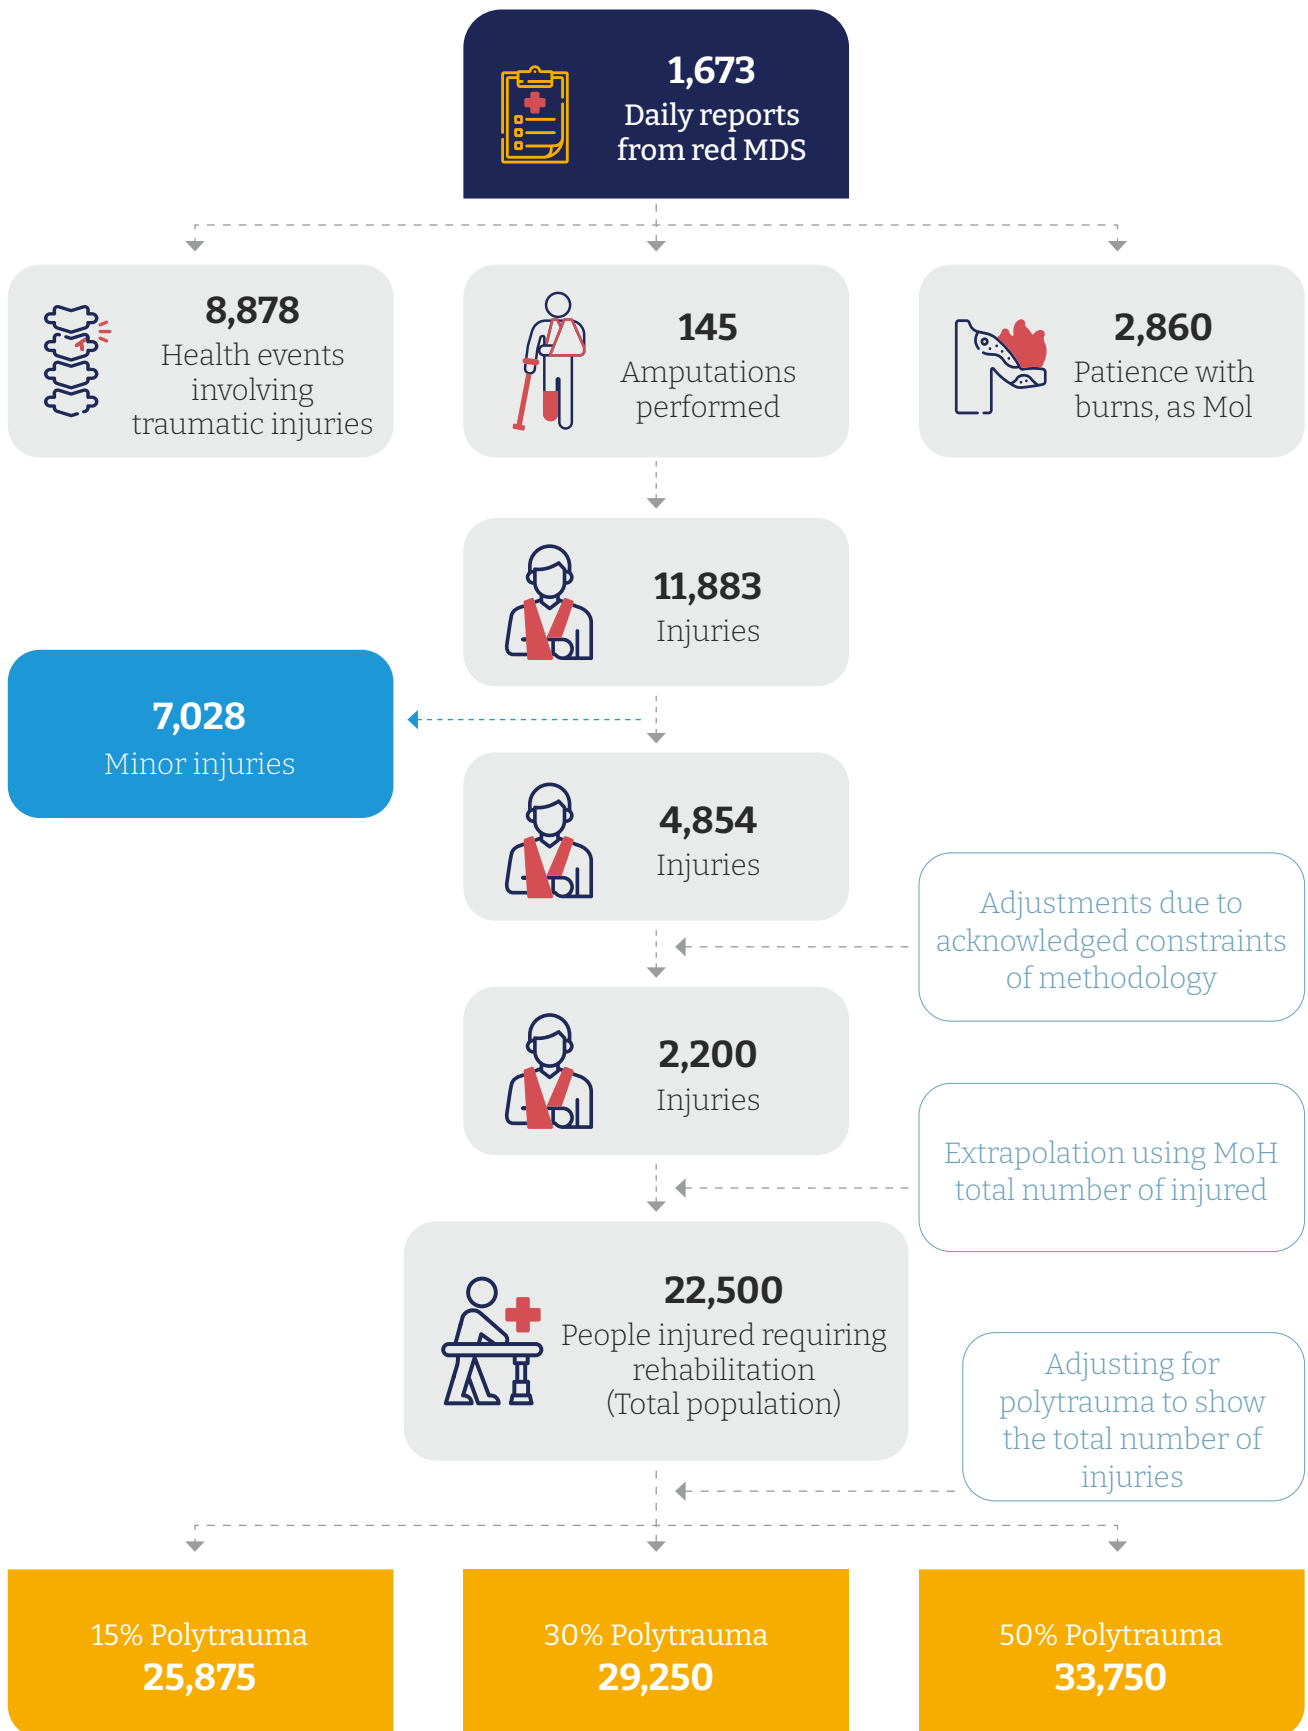 1,673
Daily reports
from red MDS
8,878
Health events
involving
traumatic injuries
145
Amputations
performed
2,860
Patience with
burns, as Mol
11,883
Injuries
7,028
Minor injuries
4,854
Injuries
Adjustments due to
acknowledged constraints
of methodology
2,200
Injuries
Extrapolation using MoH
total number of injured
22,500
People injured requiring
rehabilitation
(Total population)
Adjusting for
polytrauma to show
the total number of
injuries
15% Polytrauma
25,875
30% Polytrauma
29,250
50% Polytrauma
33,750